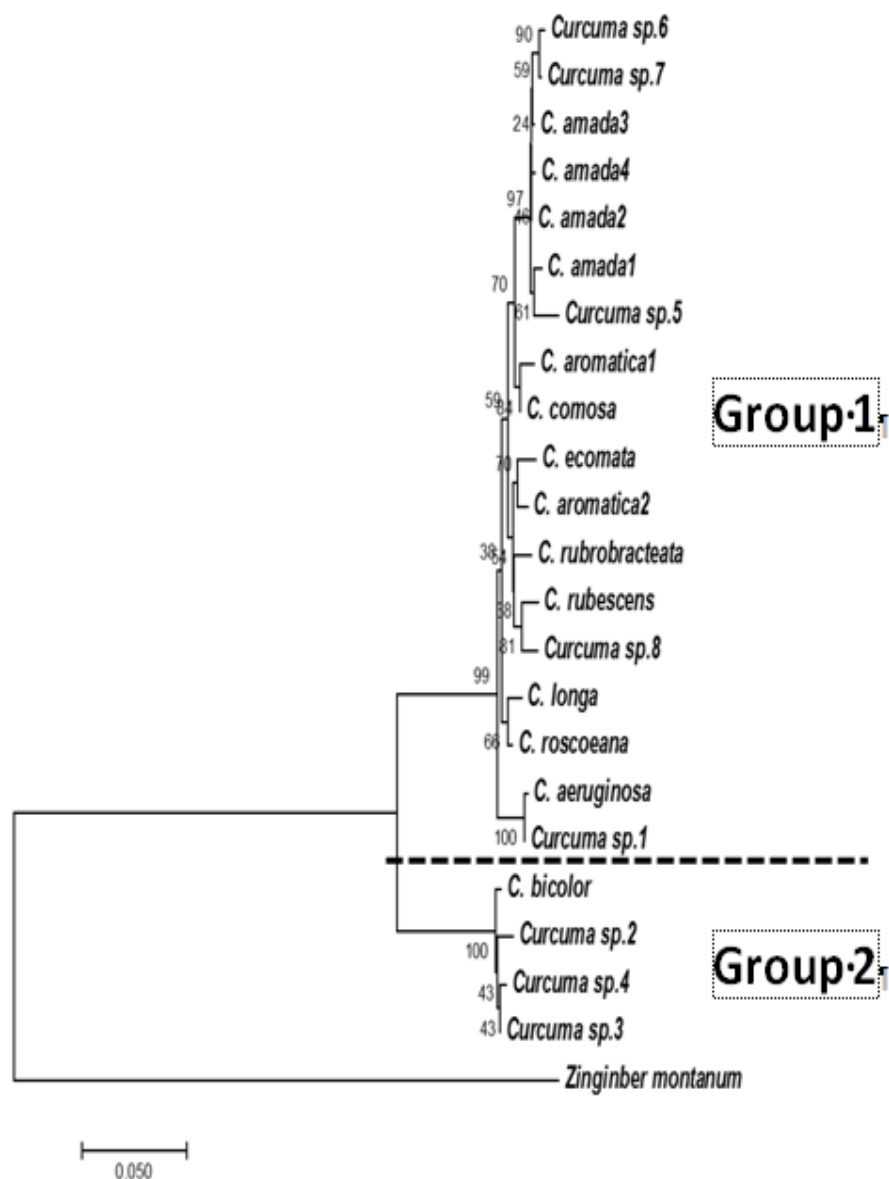 90
Curcuma sp.6
59
Curcuma sp.7
24
C. amada3
C. amada4
97
46
C. amada2
70
C. amada1
61
Curcuma sp.5
C. aromatica1
59
C. comosa
Group·1¶
70
C. ecomata
C. aromatica2
38
C. rubrobracteata
C. rubescens
81
Curcuma sp.8
99
C. longa
66
C. roscoeana
C. aeruginosa
100
Curcuma sp.1
C. bicolor
100
Curcuma sp.2
Group·2¶
43
Curcuma sp.4
43
Curcuma sp.3
Zinginber montanum
0.050